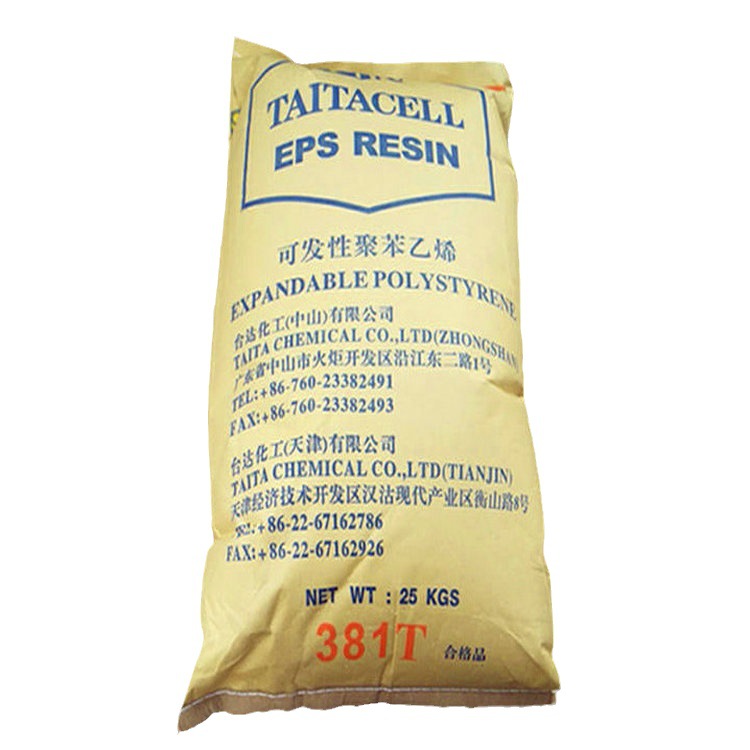 TAITACELL
EPS RESIN
可发性聚苯乙烯
EXPANDABLE POLYSTYRENE
台达化工(中山)有限公司
TAITA CHEMICAL CO.,LTD(ZHONGSHAN
广东省中山市火炬开发区沿江东二路1号
TEL:+86-760-23382491
FAX:+86-760-23382493
台达化工(天津)有限公司
TAITA CHEMICAL CO.,LTD(TIANJIN)
天津经济技术开发区汉沽现代产业区衡山路8号
TEL:+86-22-67162786
FAX:+86-22-67162926
NET WT : 25 KGS
381T 合格品